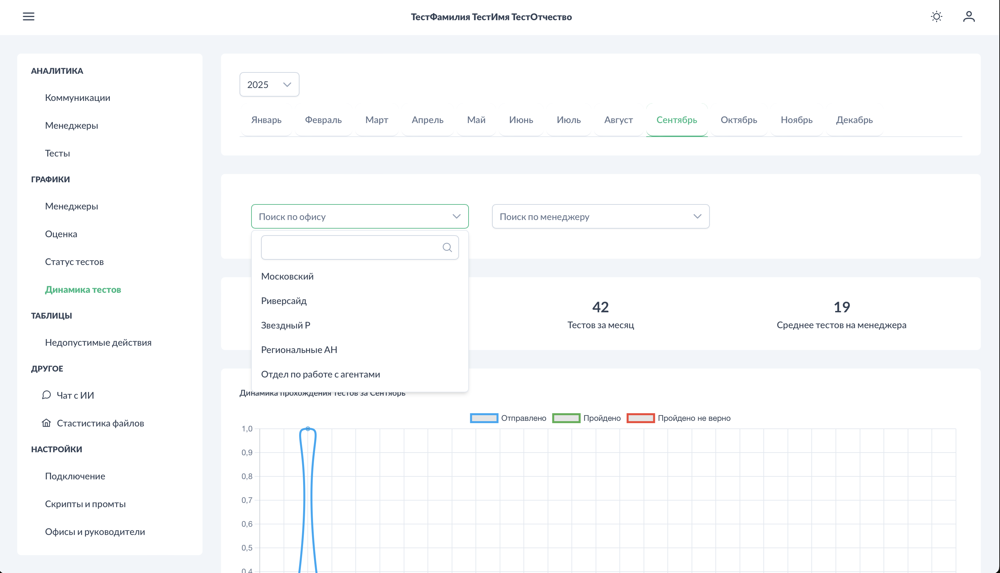 ТестФамилия ТестИмя ТестОтчество
АНАЛИТИКА
Коммуникации
Менеджеры
Тесты
ГРАФИКИ
Менеджеры
Оценка
Статус тестов
Динамика тестов
ТАБЛИЦЫ
Недопустимые действия
ДРУГОЕ
Чат с ИИ
Стастистика файлов
НАСТРОЙКИ
Подключение
Скрипты и промты
Офисы и руководители
2025
Январь Февраль Март Апрель Май Июнь Июль Август Сентябрь Октябрь Ноябрь Декабрь
Поиск по офису
Поиск по менеджеру
Московский
Риверсайд
Звездный Р
Региональные АН
Отдел по работе с агентами
42
Тестов за месяц
19
Среднее тестов на менеджера
Динамика прохождения тестов за Сентябрь
Отправлено Пройдено Пройдено не верно
1,0
0,9
0,8
0,7
0,6
0,5
0,4